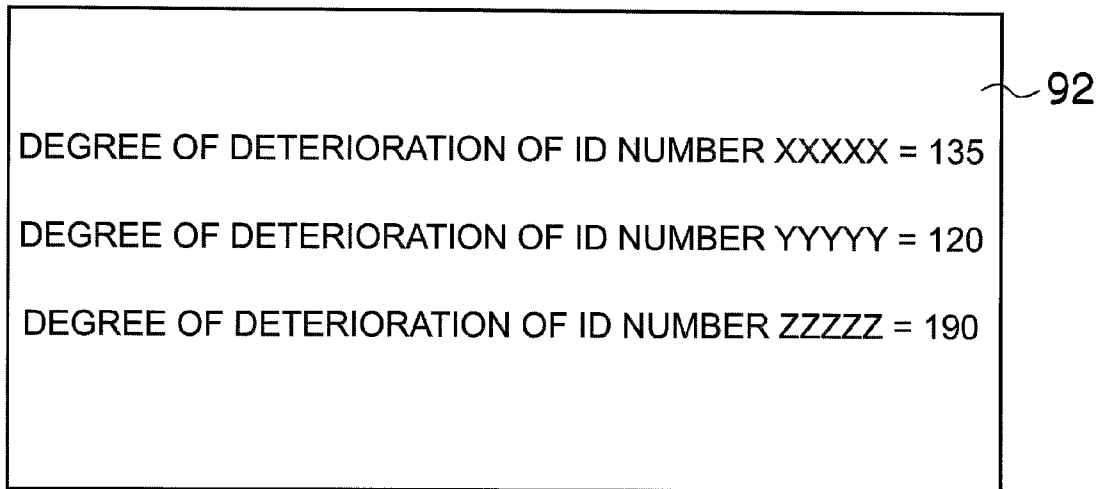 92
DEGREE OF DETERIORATION OF ID NUMBER XXXXX = 135
DEGREE OF DETERIORATION OF ID NUMBER YYYYY = 120
DEGREE OF DETERIORATION OF ID NUMBER ZZZZZ = 190